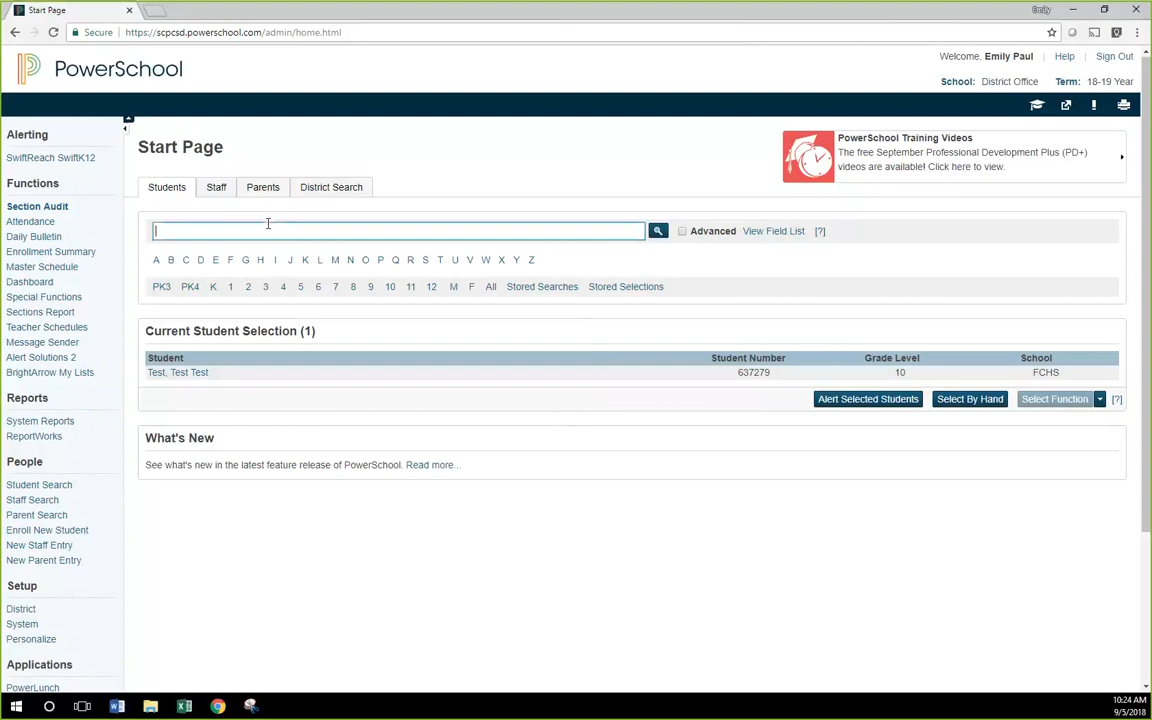 Start Page
Emily
Secure
https://scpcsd.powerschool.com/admin/home.html
PowerSchool
Welcome, Emily Paul
Help
Sign Out
School: District Office
Term: 18-19 Year
Alerting
SwiftReach SwiftK12
Functions
Section Audit
Attendance
Daily Bulletin
Enrollment Summary
Master Schedule
Dashboard
Special Functions
Sections Report
Teacher Schedules
Message Sender
Alert Solutions 2
BrightArrow My Lists
Reports
System Reports
ReportWorks
People
Student Search
Staff Search
Parent Search
Enroll New Student
New Staff Entry
New Parent Entry
Setup
District
System
Personalize
Applications
PowerLunch
Start Page
PowerSchool Training Videos
The free September Professional Development Plus (PD+)
videos are available! Click here to view.
Students Staff Parents District Search
Advanced View Field List [?]
A B C D E F G H I J K L M N O P Q R S T U V W X Y Z
PK3 PK4 K 1 2 3 4 5 6 7 8 9 10 11 12 M F All Stored Searches Stored Selections
Current Student Selection (1)
Student Student Number Grade Level School
Test, Test Test 637279 10 FCHS
Alert Selected Students Select By Hand Select Function [?]
What's New
See what's new in the latest feature release of PowerSchool. Read more...
10:24 AM
9/5/2018